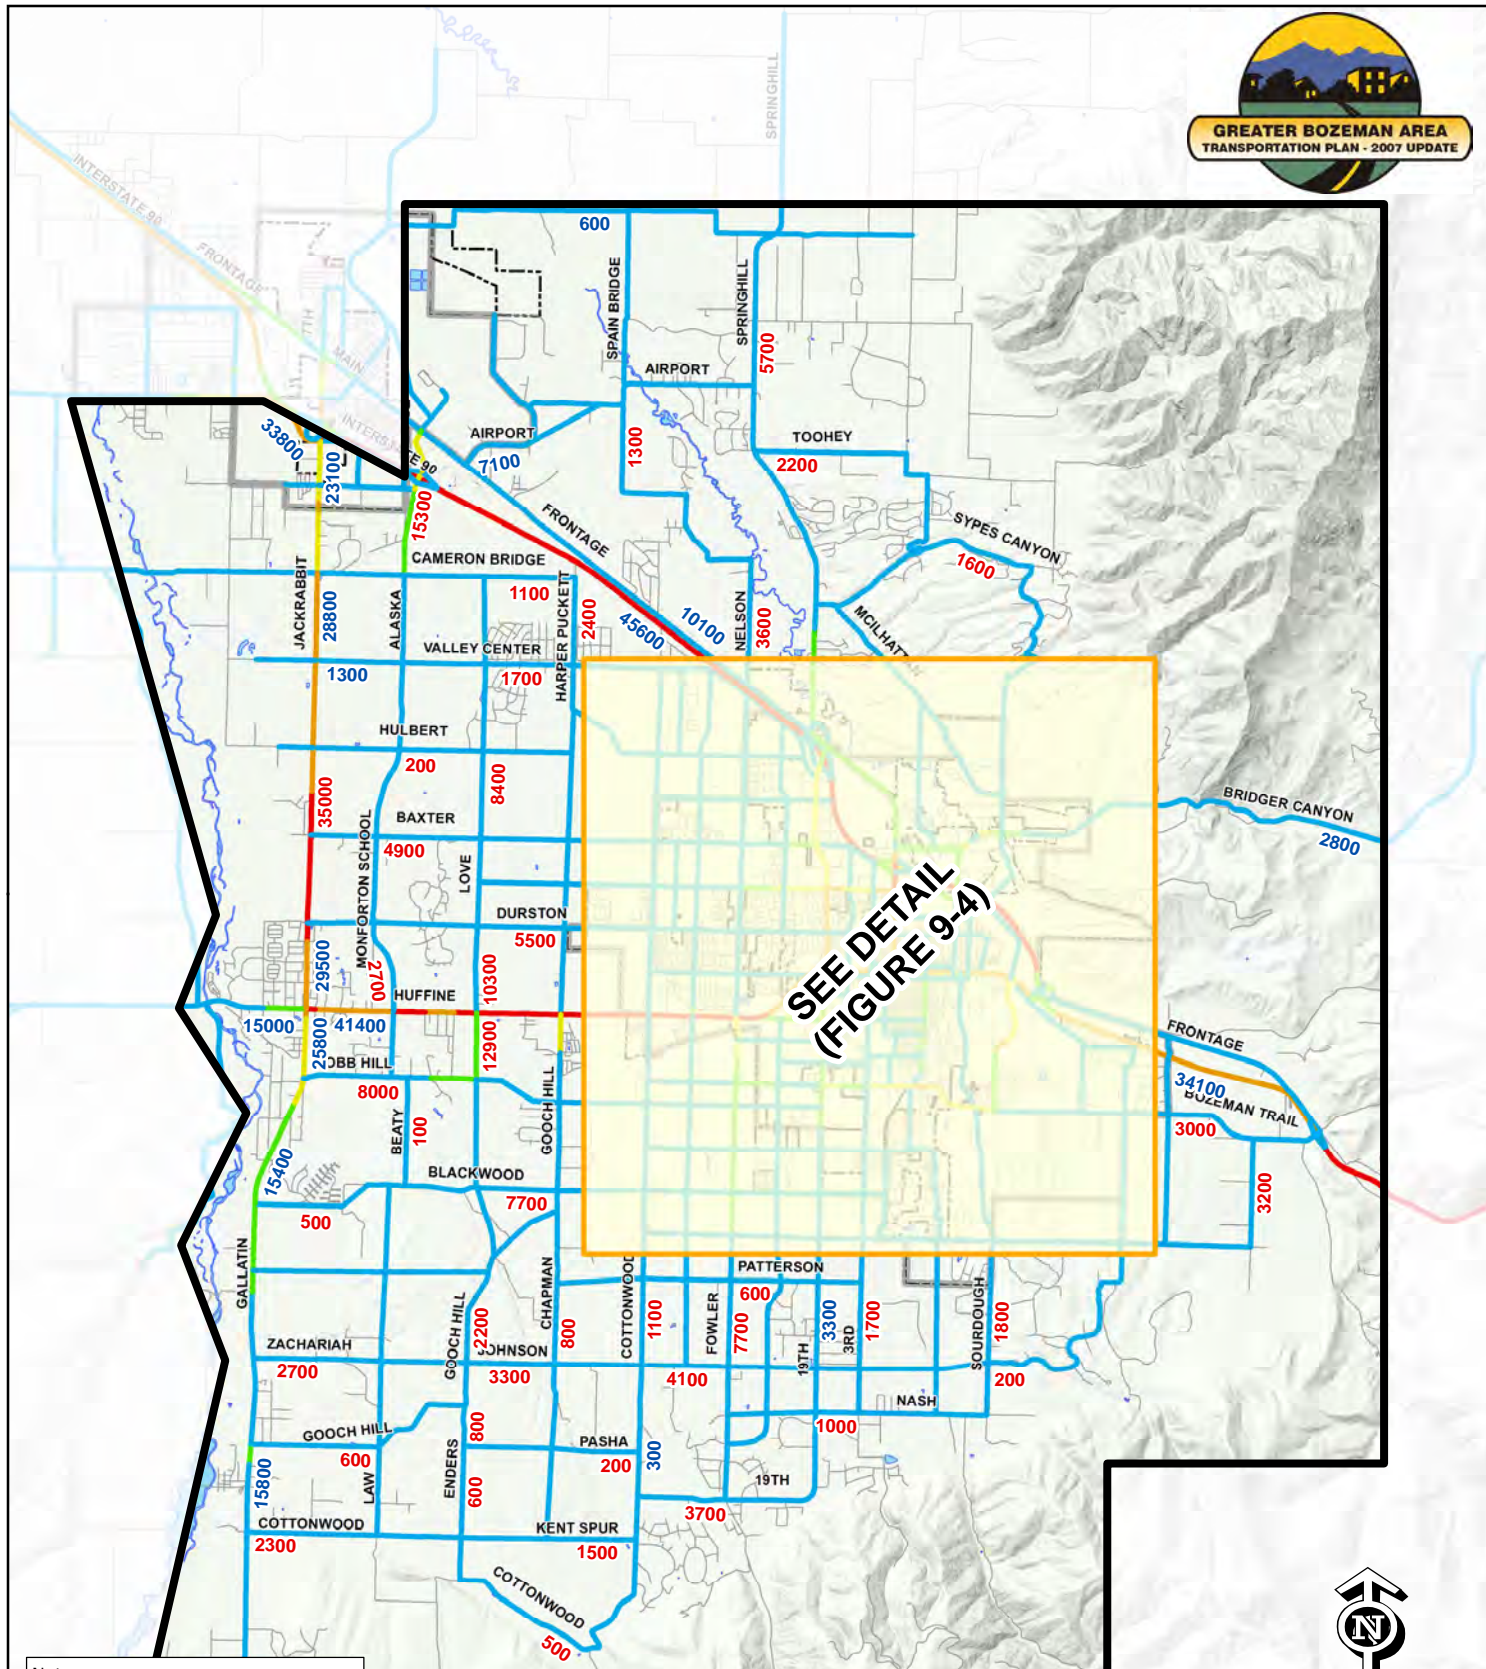 GREATER BOZEMAN AREA
TRANSPORTATION PLAN - 2007 UPDATE
SPRINGHILL
INTERSTATE 90
FRONTAGE
7TH
MAIN
600
SPAIN BRIDGE
SPRINGHILL
5700
AIRPORT
AIRPORT
7100
1300
TOOHEY
2200
33800
23100
15300
FRONTAGE
SYPES CANYON
1600
CAMERON BRIDGE
1100
JACKRABBIT
28800
ALASKA
HARPER PUCKETT
2400
45600
10100
NELSON
3600
VALLEY CENTER
1300
1700
HULBERT
200
8400
35000
BAXTER
4900
MONFORTON SCHOOL
LOVE
BRIDGER CANYON
2800
DURSTON
5500
SEE DETAIL
(FIGURE 9-4)
29500
2700
10300
HUFFINE
15000
41400
25800
12900
OBB HILL
8000
BEATY
100
GOOCH HILL
FRONTAGE
34100
BOZEMAN TRAIL
3000
3200
15400
BLACKWOOD
7700
500
GALLATIN
GOOCH HILL
2200
CHAPMAN
800
COTTONWOOD
1100
PATTERSON
600
FOWLER
7700
19TH
3300
3RD
1700
SOURDOUGH
1800
ZACHARIAH
2700
JOHNSON
3300
4100
200
NASH
1000
GOOCH HILL
600
800
PASHA
200
300
15800
LAW
ENDERS
600
19TH
3700
COTTONWOOD
2300
KENT SPUR
1500
COTTONWOOD
500
N